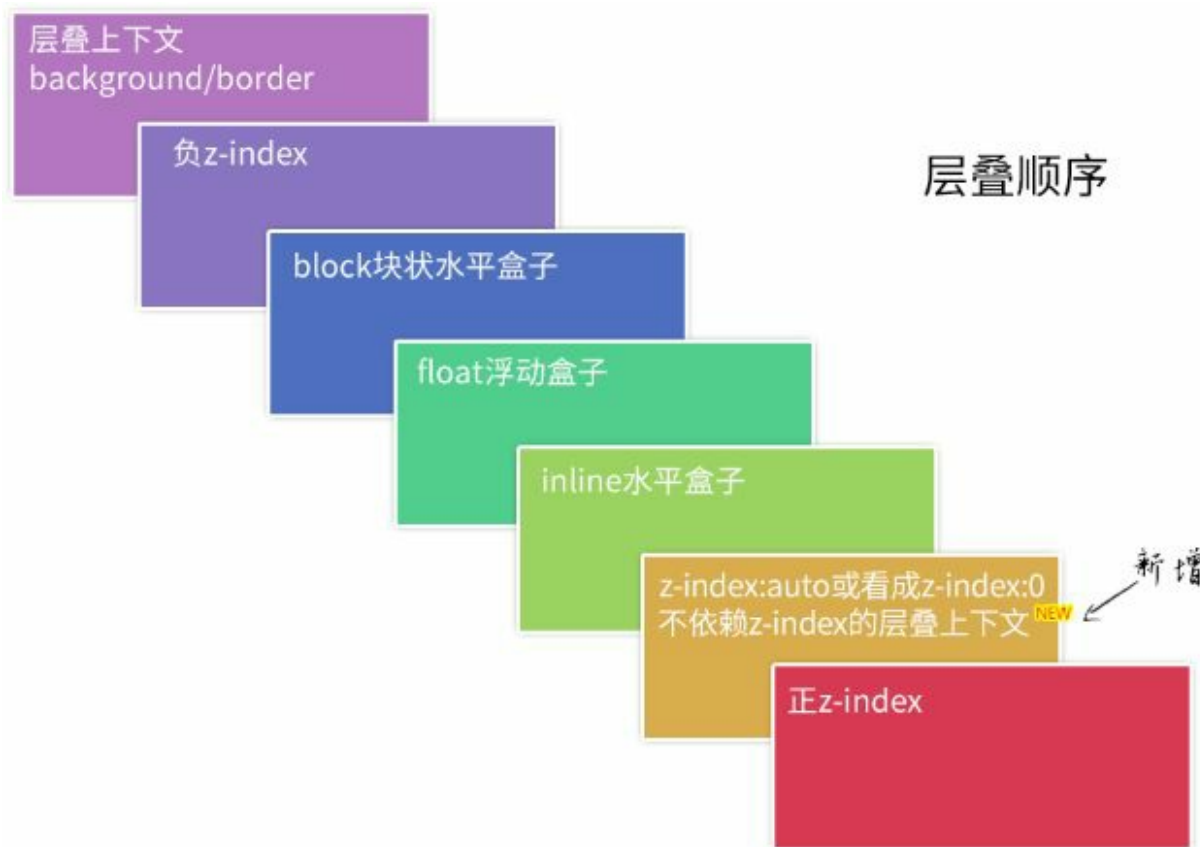 层叠上下文
background/border
负z-index
层叠顺序
block块状水平盒子
float浮动盒子
inline水平盒子
z-index:auto或看成z-index:0
不依赖z-index的层叠上下文
NEW
新增
正z-index